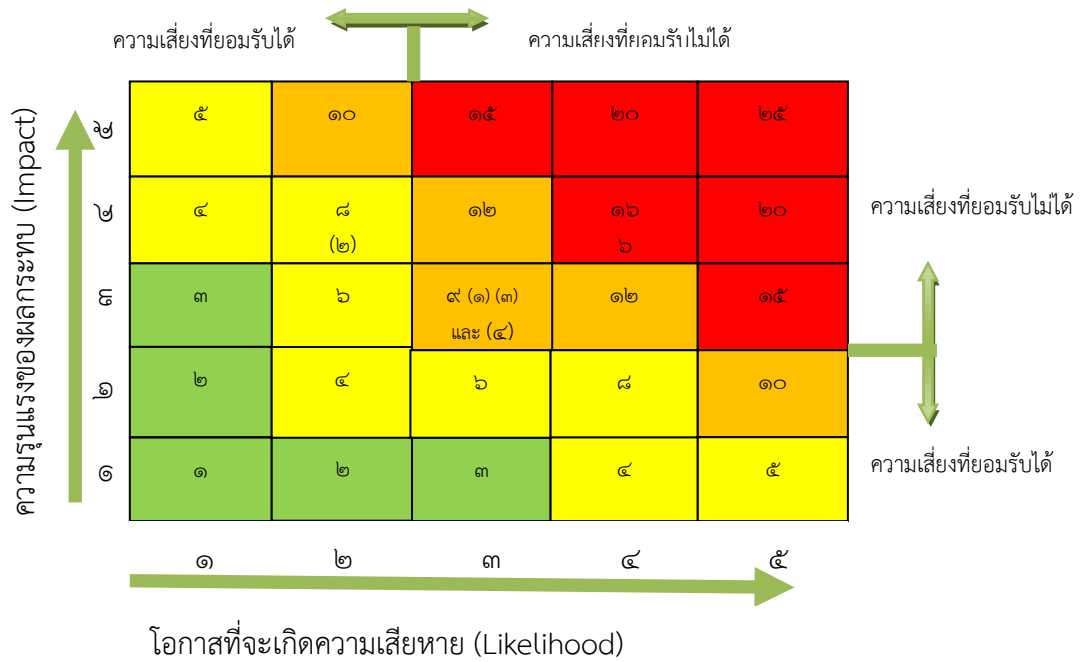 ความเสี่ยงที่ยอมรับได้ ความเสี่ยงที่ยอมรับไม่ได้
ความรุนแรงของผลกระทบ (Impact)
๕ ๕ ๑๐ ๑๕ ๒๐ ๒๕
๔ ๔ ๘ ๑๒ ๑๖ ๒๐
(๒) ๖
ความเสี่ยงที่ยอมรับไม่ได้
๓ ๓ ๖ ๙ (๑) (๓) ๑๒ ๑๕
และ (๔)
๒ ๒ ๔ ๖ ๘ ๑๐
๑ ๑ ๒ ๓ ๔ ๕
ความเสี่ยงที่ยอมรับได้
๑ ๒ ๓ ๔ ๕
โอกาสที่จะเกิดความเสียหาย (Likelihood)